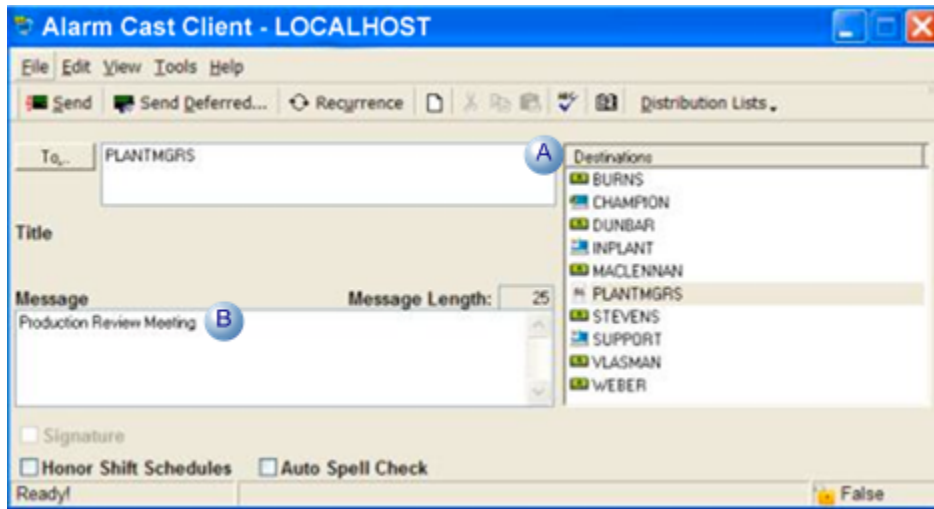 Alarm Cast Client - LOCALHOST
File Edit View Tools Help
Send Send Deferred... Recurrence Distribution Lists
To... PLANTMGRS
A
Destinations
BURNS
CHAMPION
DUNBAR
INPLANT
MACLENNAN
PLANTMGRS
STEVENS
SUPPORT
VLASMAN
WEBER
Title
Message Message Length: 25
Production Review Meeting B
Signature
Honor Shift Schedules Auto Spell Check
Ready! False